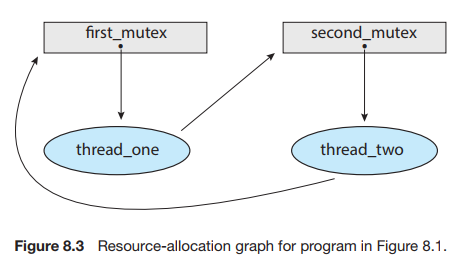 first_mutex
second_mutex
thread_one
thread_two
Figure 8.3 Resource-allocation graph for program in Figure 8.1.